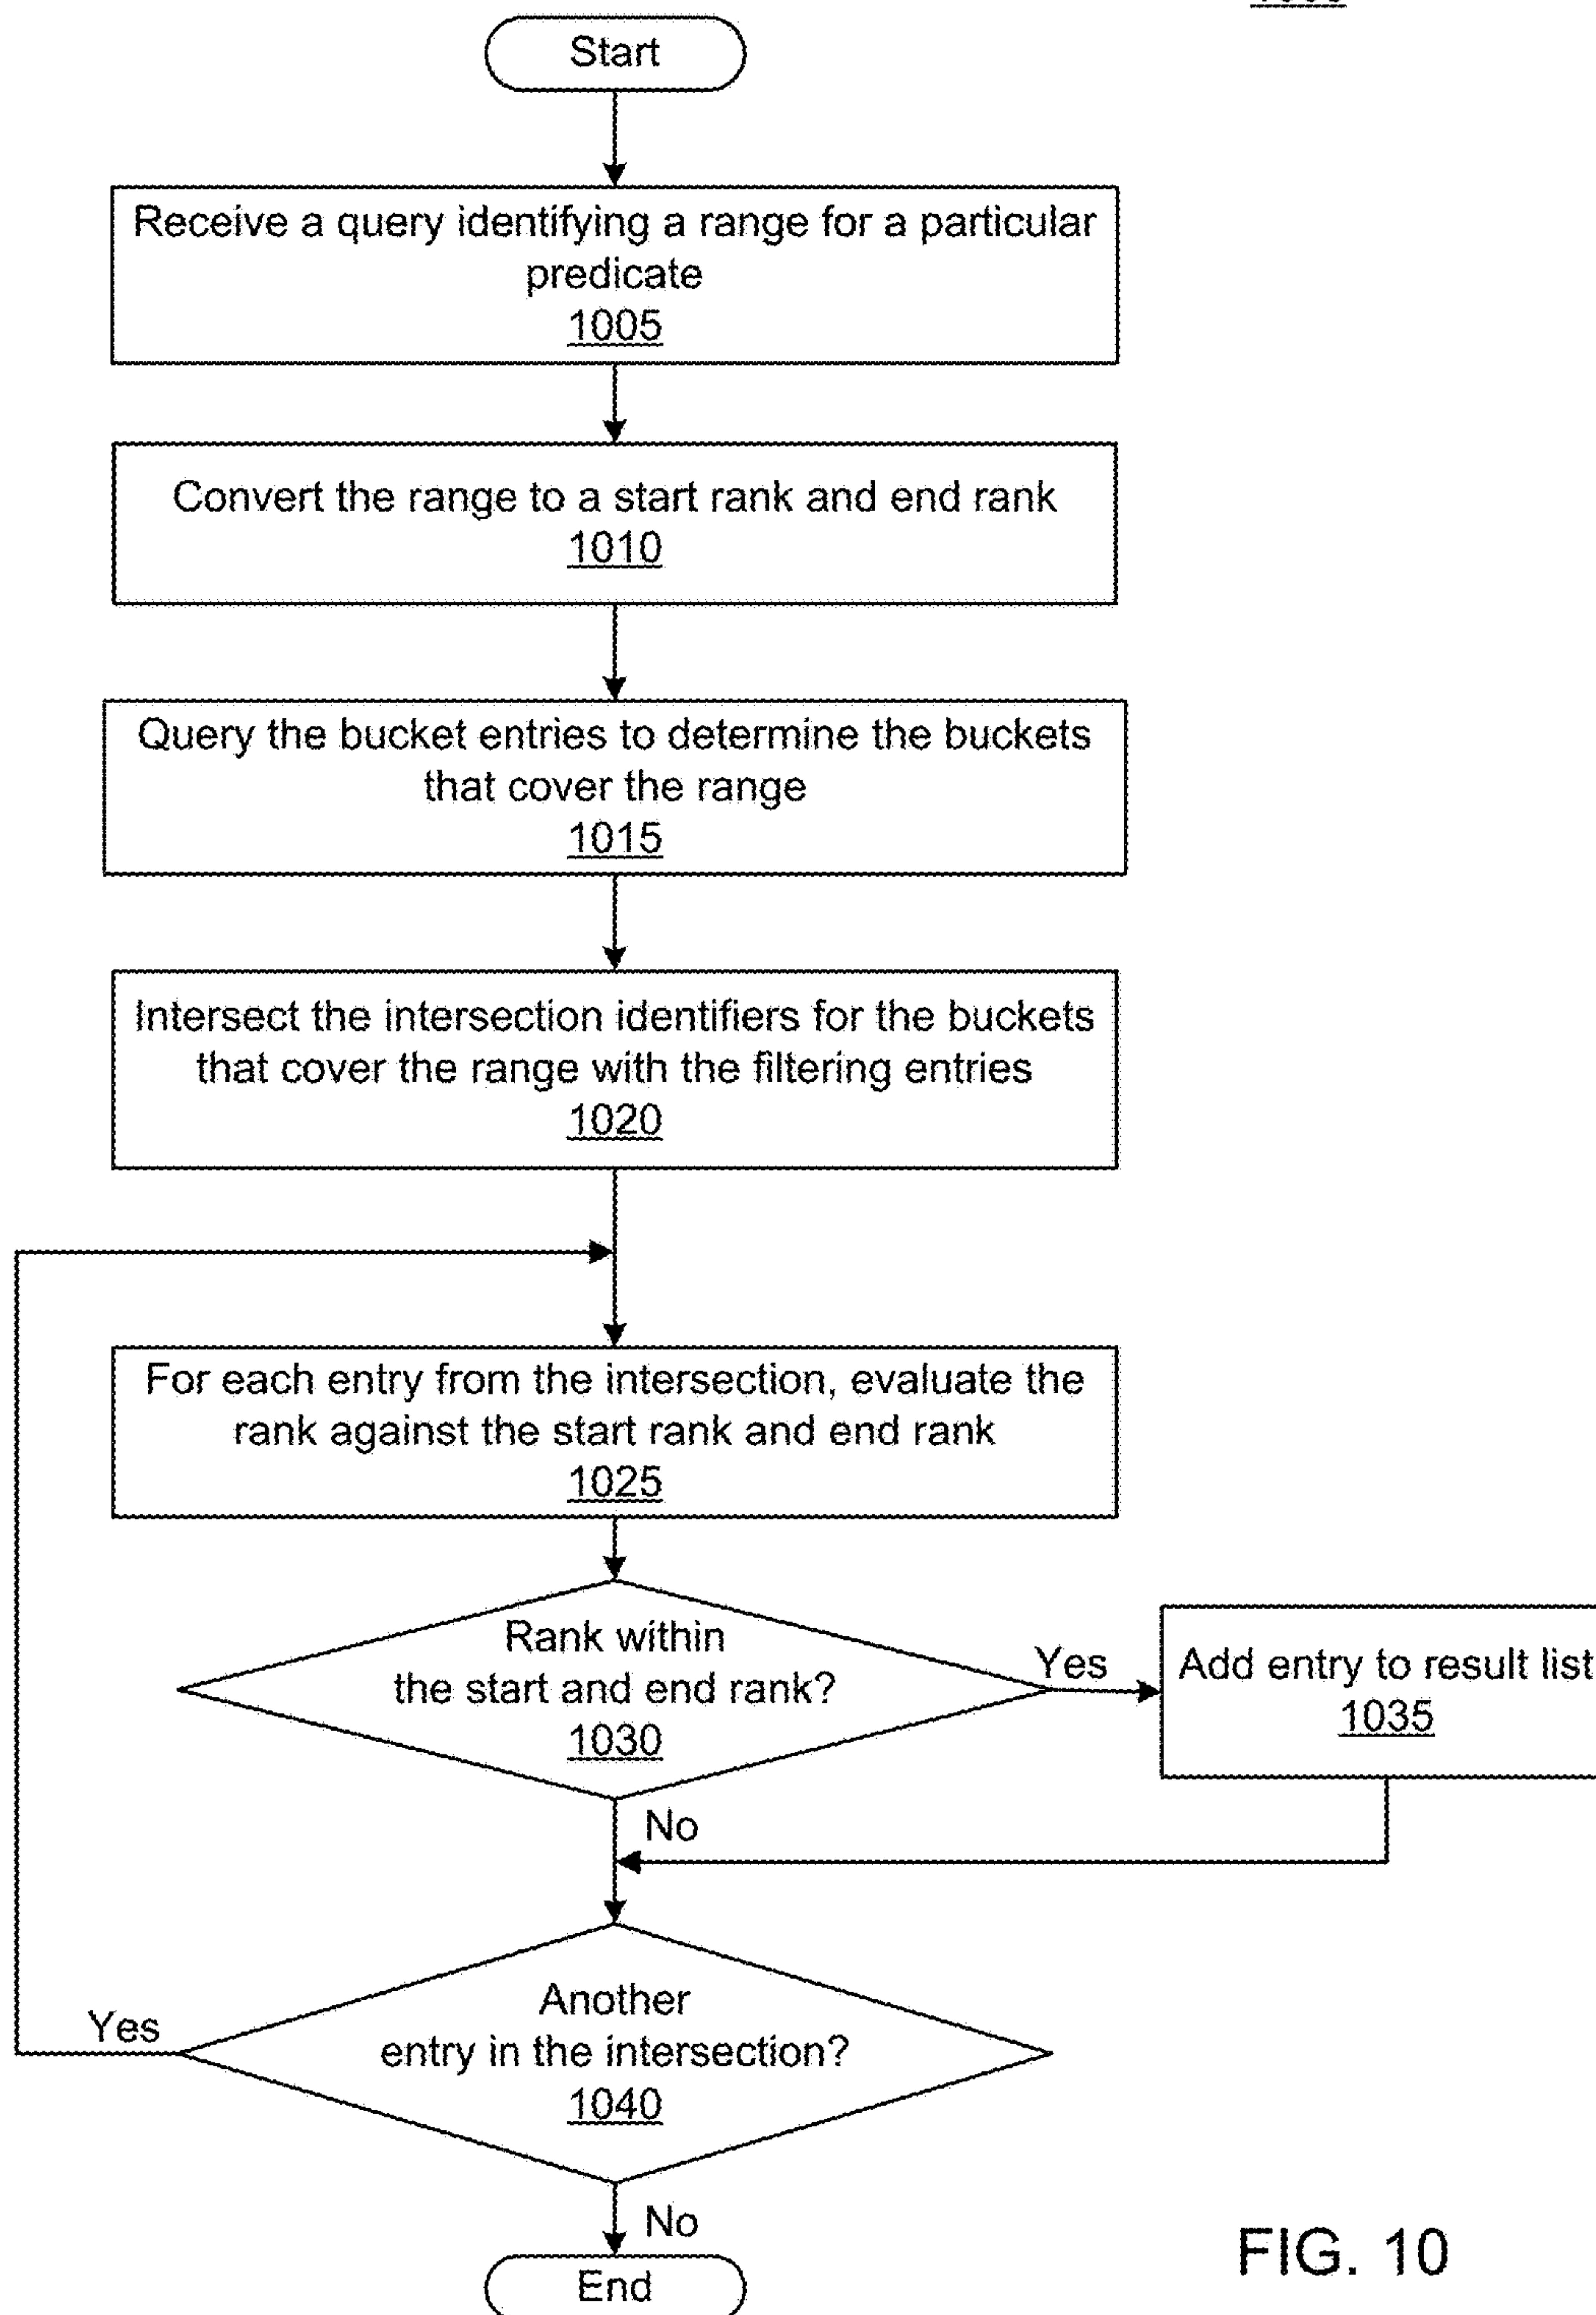 Start
Receive a query identifying a range for a particular
predicate
1005
Convert the range to a start rank and end rank
1010
Query the bucket entries to determine the buckets
that cover the range
1015
Intersect the intersection identifiers for the buckets
that cover the range with the filtering entries
1020
For each entry from the intersection, evaluate the
rank against the start rank and end rank
1025
Rank within
the start and end rank?
1030
Yes
Add entry to result list
1035
No
Another
entry in the intersection?
1040
Yes
No
End
FIG. 10